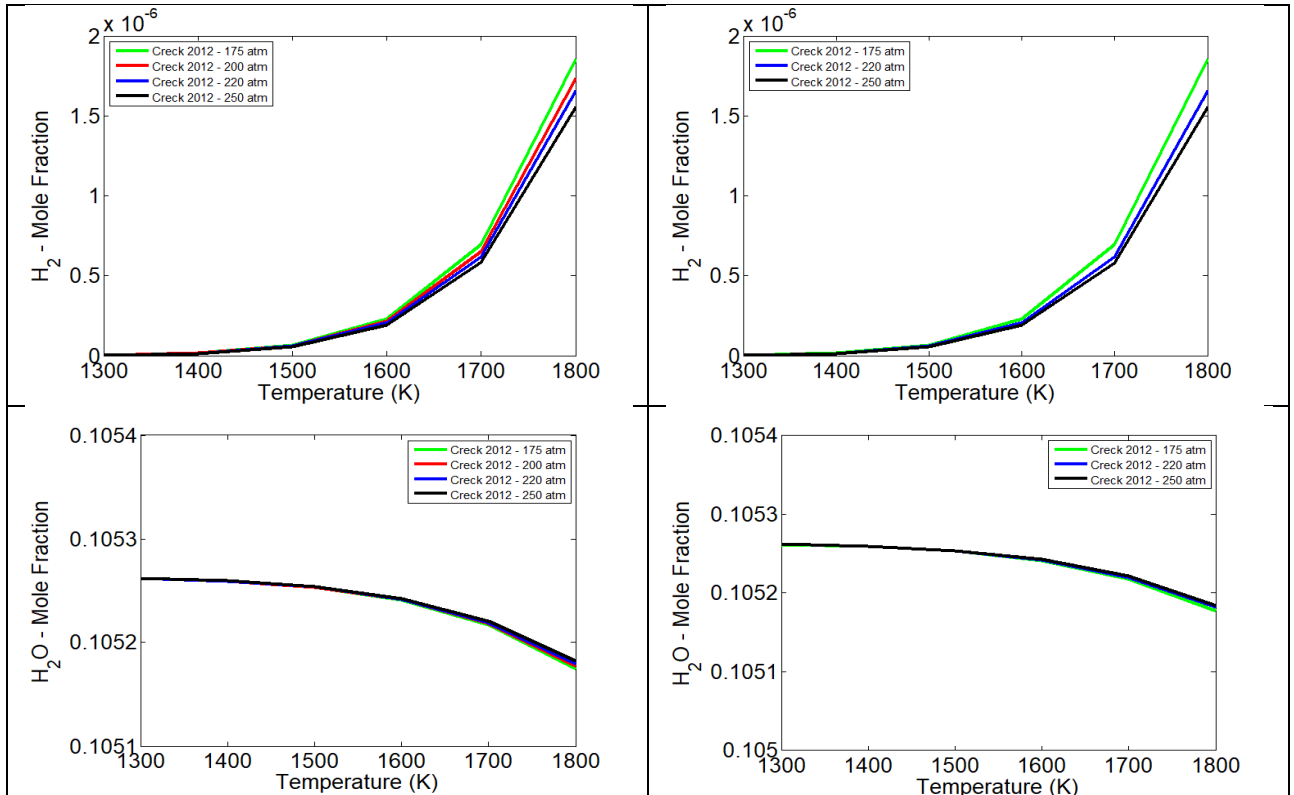 x 10^-6
2
1.5
1
0.5
0
H2 - Mole Fraction
Creck 2012 - 175 atm
Creck 2012 - 200 atm
Creck 2012 - 220 atm
Creck 2012 - 250 atm
1300 1400 1500 1600 1700 1800
Temperature (K)
x 10^-6
2
1.5
1
0.5
0
H2 - Mole Fraction
Creck 2012 - 175 atm
Creck 2012 - 220 atm
Creck 2012 - 250 atm
1300 1400 1500 1600 1700 1800
Temperature (K)
0.1054
0.1053
0.1052
0.1051
H2O - Mole Fraction
Creck 2012 - 175 atm
Creck 2012 - 200 atm
Creck 2012 - 220 atm
Creck 2012 - 250 atm
1300 1400 1500 1600 1700 1800
Temperature (K)
0.1054
0.1053
0.1052
0.1051
0.105
H2O - Mole Fraction
Creck 2012 - 175 atm
Creck 2012 - 220 atm
Creck 2012 - 250 atm
1300 1400 1500 1600 1700 1800
Temperature (K)